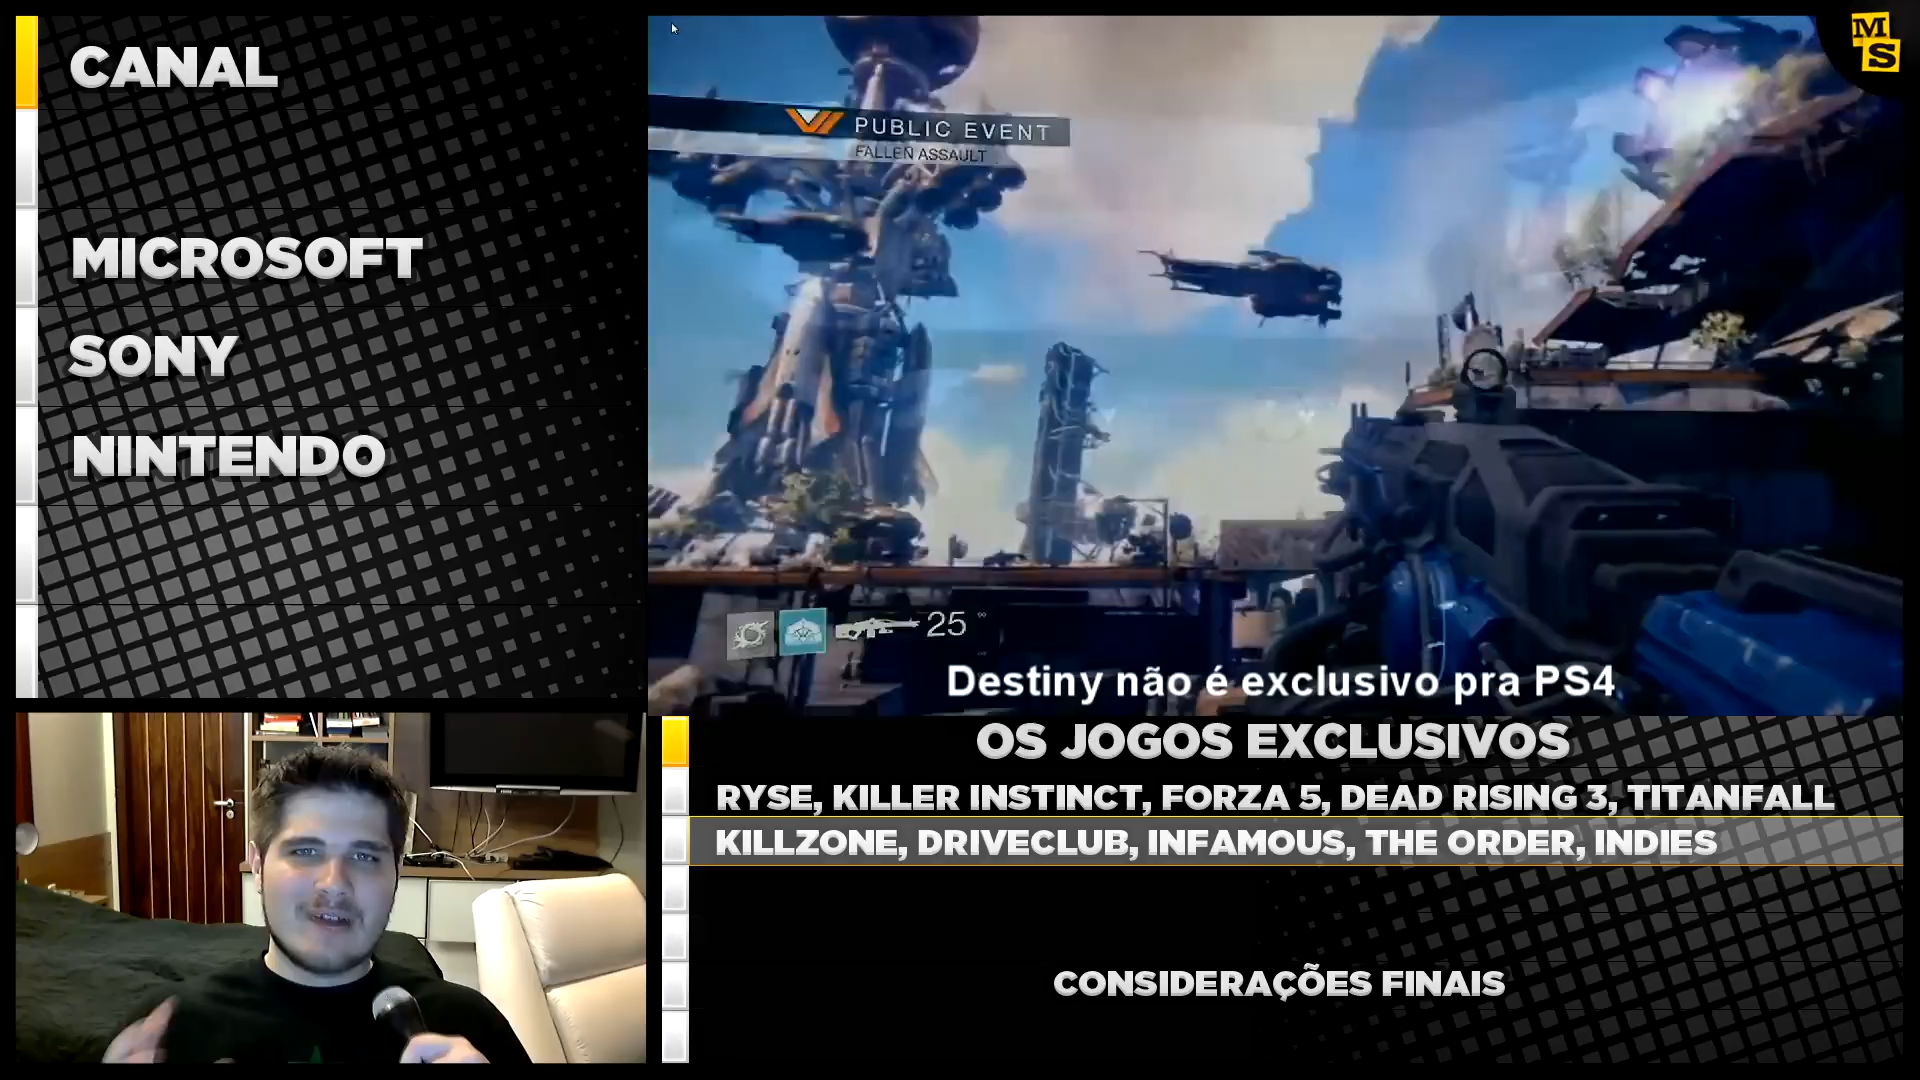 CANAL
MICROSOFT
SONY
NINTENDO
MS
PUBLIC EVENT
FALLEN ASSAULT
25 ∞
Destiny não é exclusivo pra PS4
OS JOGOS EXCLUSIVOS
RYSE, KILLER INSTINCT, FORZA 5, DEAD RISING 3, TITANFALL
KILLZONE, DRIVECLUB, INFAMOUS, THE ORDER, INDIES
CONSIDERAÇÕES FINAIS